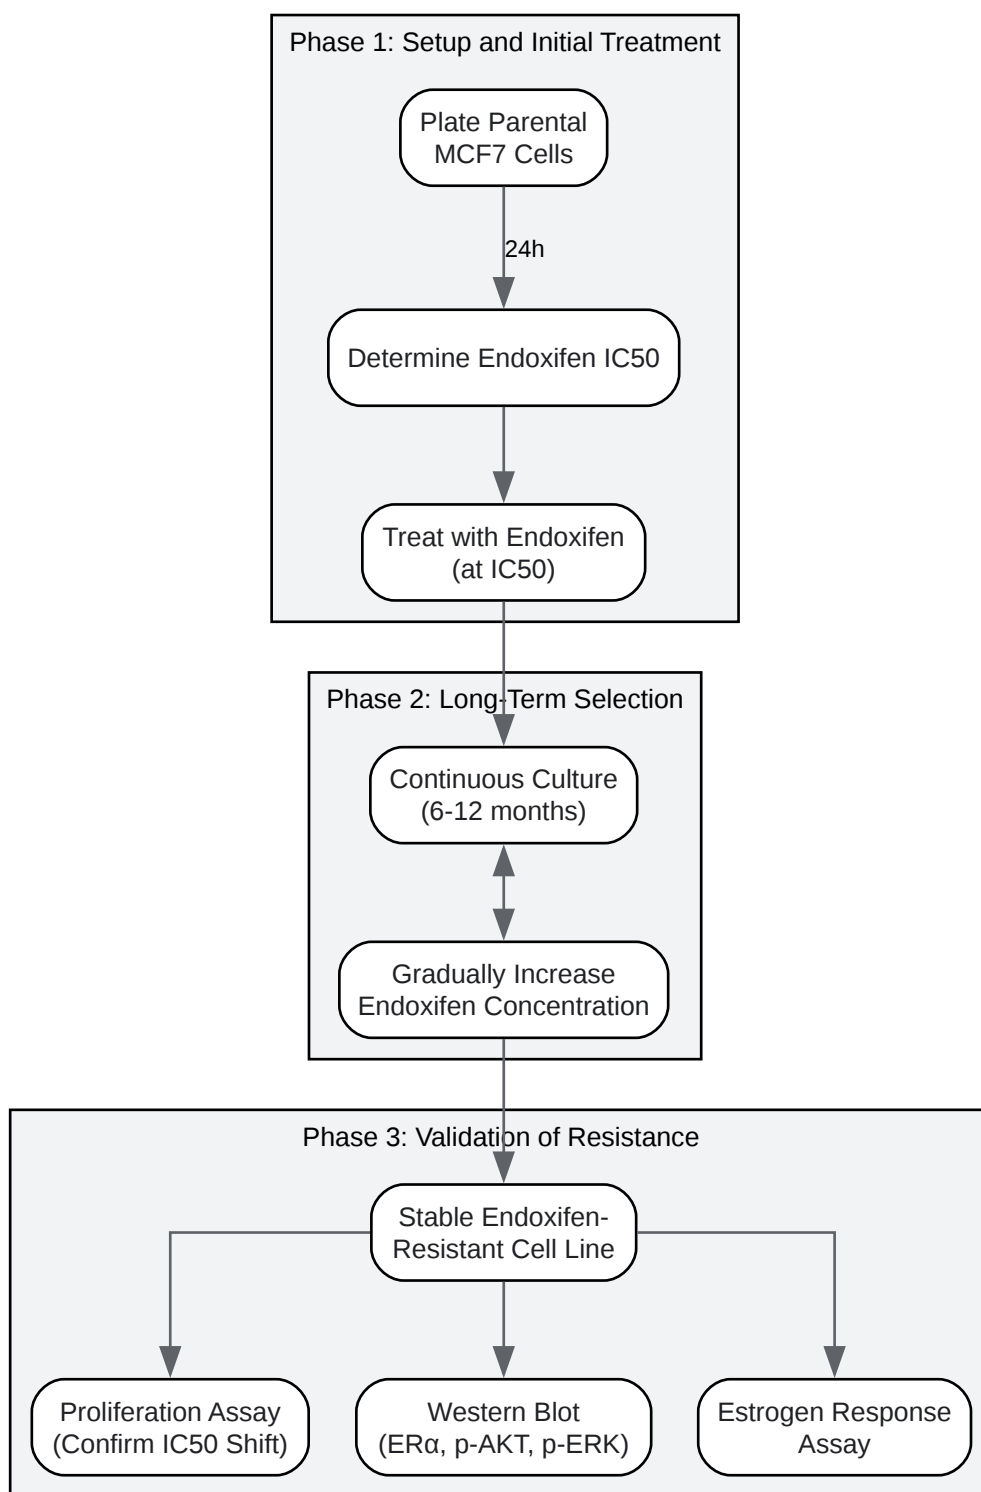 Phase 1: Setup and Initial Treatment
Plate Parental
MCF7 Cells
24h
Determine Endoxifen IC50
Treat with Endoxifen
(at IC50)
Phase 2: Long-Term Selection
Continuous Culture
(6-12 months)
Gradually Increase
Endoxifen Concentration
Phase 3: Validation of Resistance
Stable Endoxifen-
Resistant Cell Line
Proliferation Assay
(Confirm IC50 Shift)
Western Blot
(ERα, p-AKT, p-ERK)
Estrogen Response
Assay